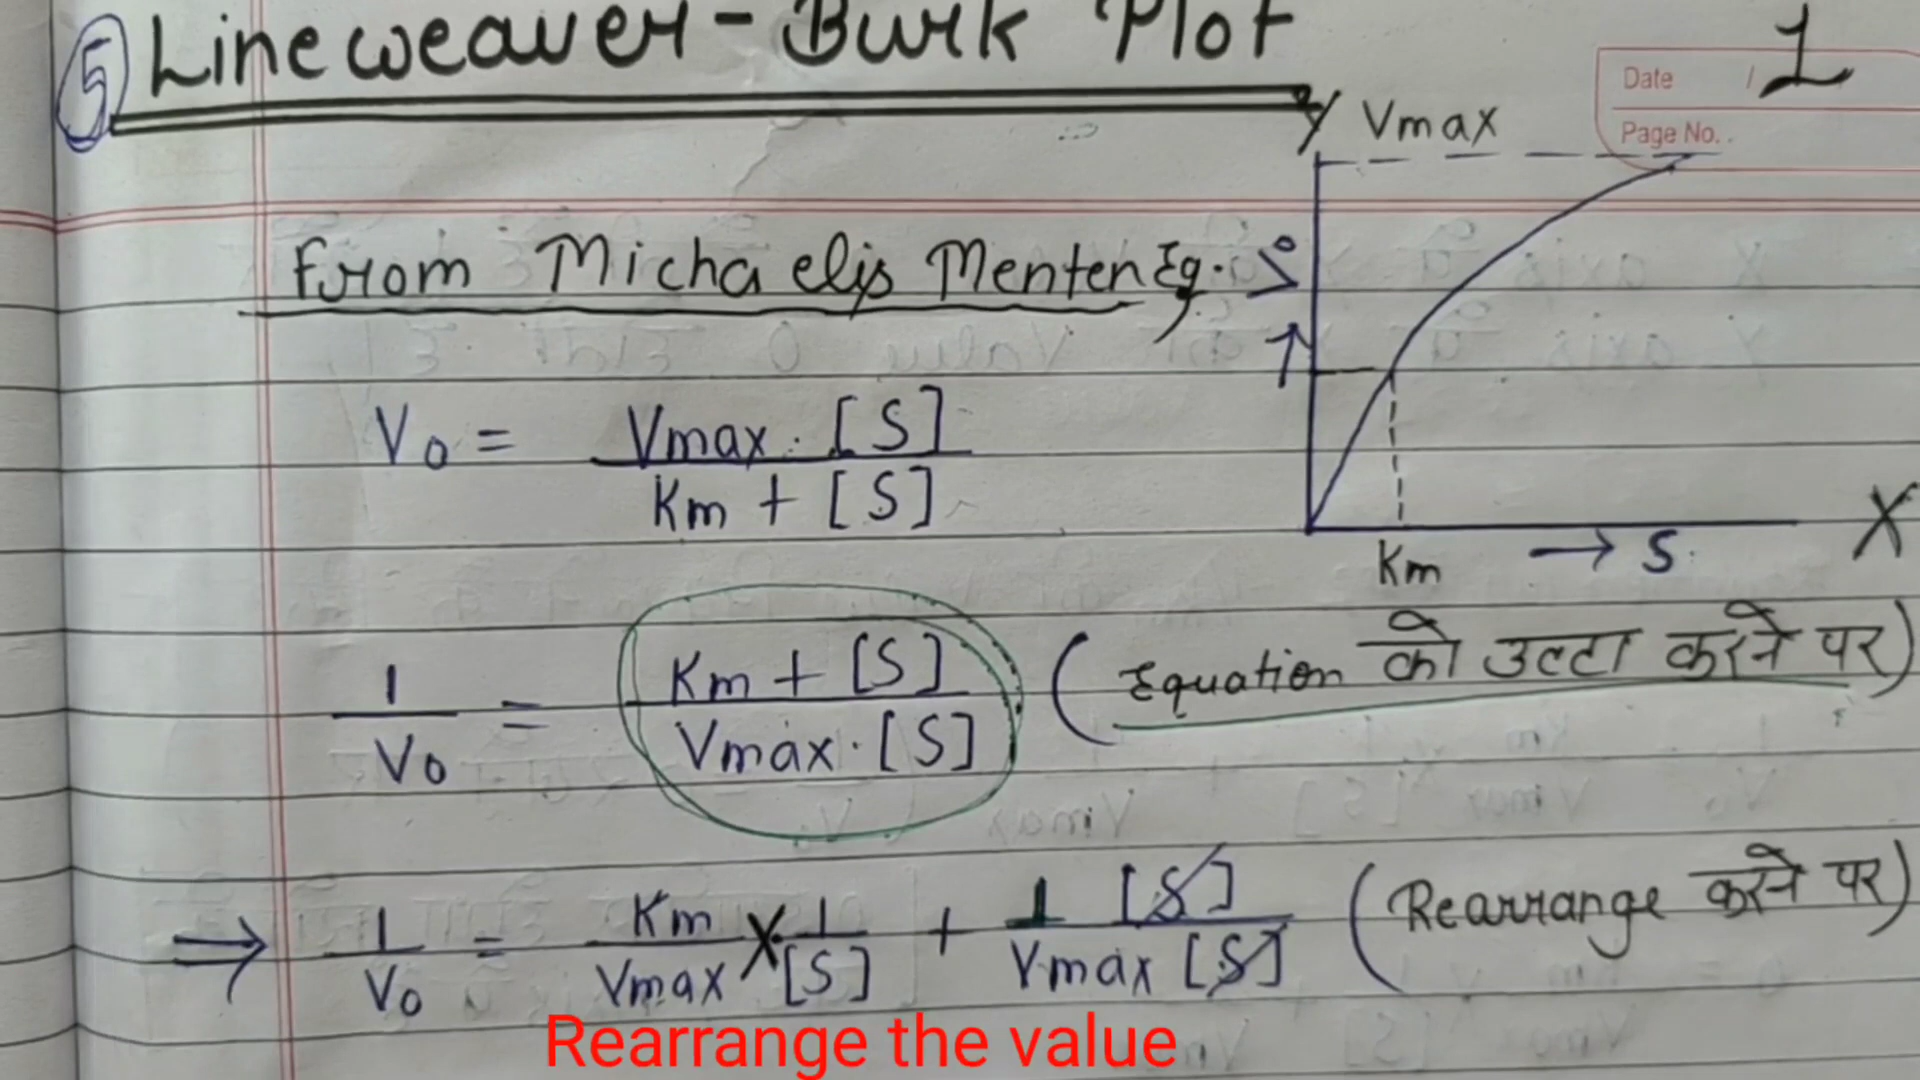 5 Lineweaver-Burk Plot
1
Date /
Page No.
y Vmax
From Michaelis Menten Eq.
Vo
V0 = Vmax. [S]
Km + [S]
Km → S X
1 = Km + [S] (Equation को उल्टा करने पर)
V0 Vmax. [S]
⇒ 1 = Km X 1 + 1 [S] (Rearrange करने पर)
V0 Vmax [S] Vmax [S]
Rearrange the value